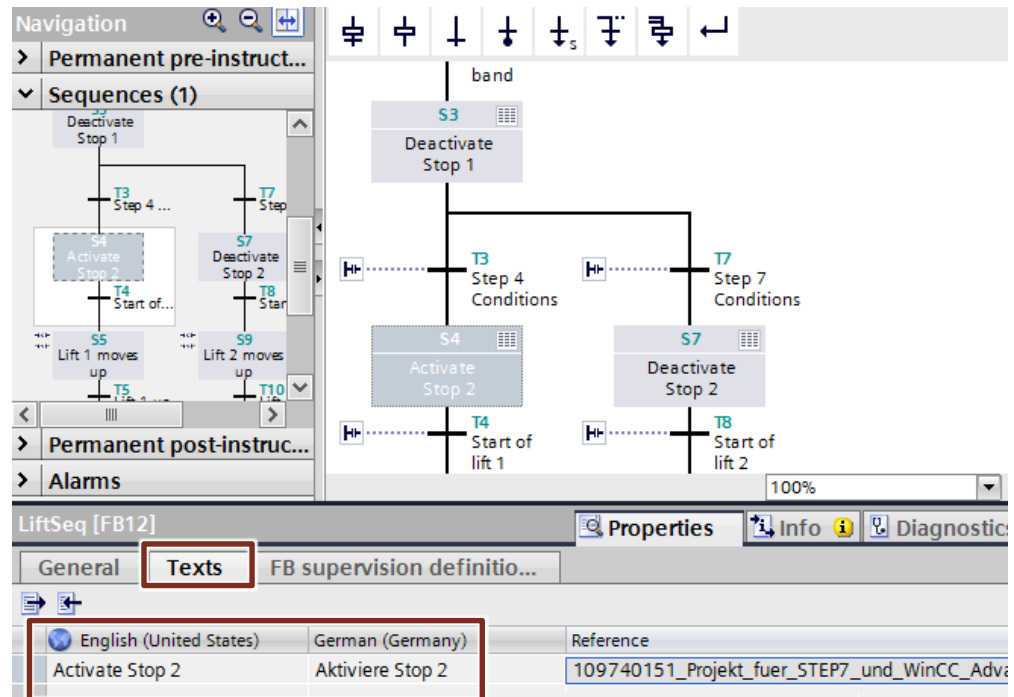 Navigation
Permanent pre-instruct...
Sequences (1)
Deactivate
Stop 1
T3
Step 4 ...
T7
Step
S4
Activate
Stop 2
S7
Deactivate
Stop 2
T4
Start of...
T8
Star
S5
Lift 1 moves
up
S9
Lift 2 moves
up
T5
T10
Permanent post-instruc...
Alarms
band
S3
Deactivate
Stop 1
T3
Step 4
Conditions
T7
Step 7
Conditions
S4
Activate
Stop 2
S7
Deactivate
Stop 2
T4
Start of
lift 1
T8
Start of
lift 2
100%
LiftSeq [FB12]
Properties
Info
Diagnostics
General
Texts
FB supervision definitio...
English (United States)
German (Germany)
Reference
Activate Stop 2
Aktiviere Stop 2
109740151_Projekt_fuer_STEP7_und_WinCC_Adva